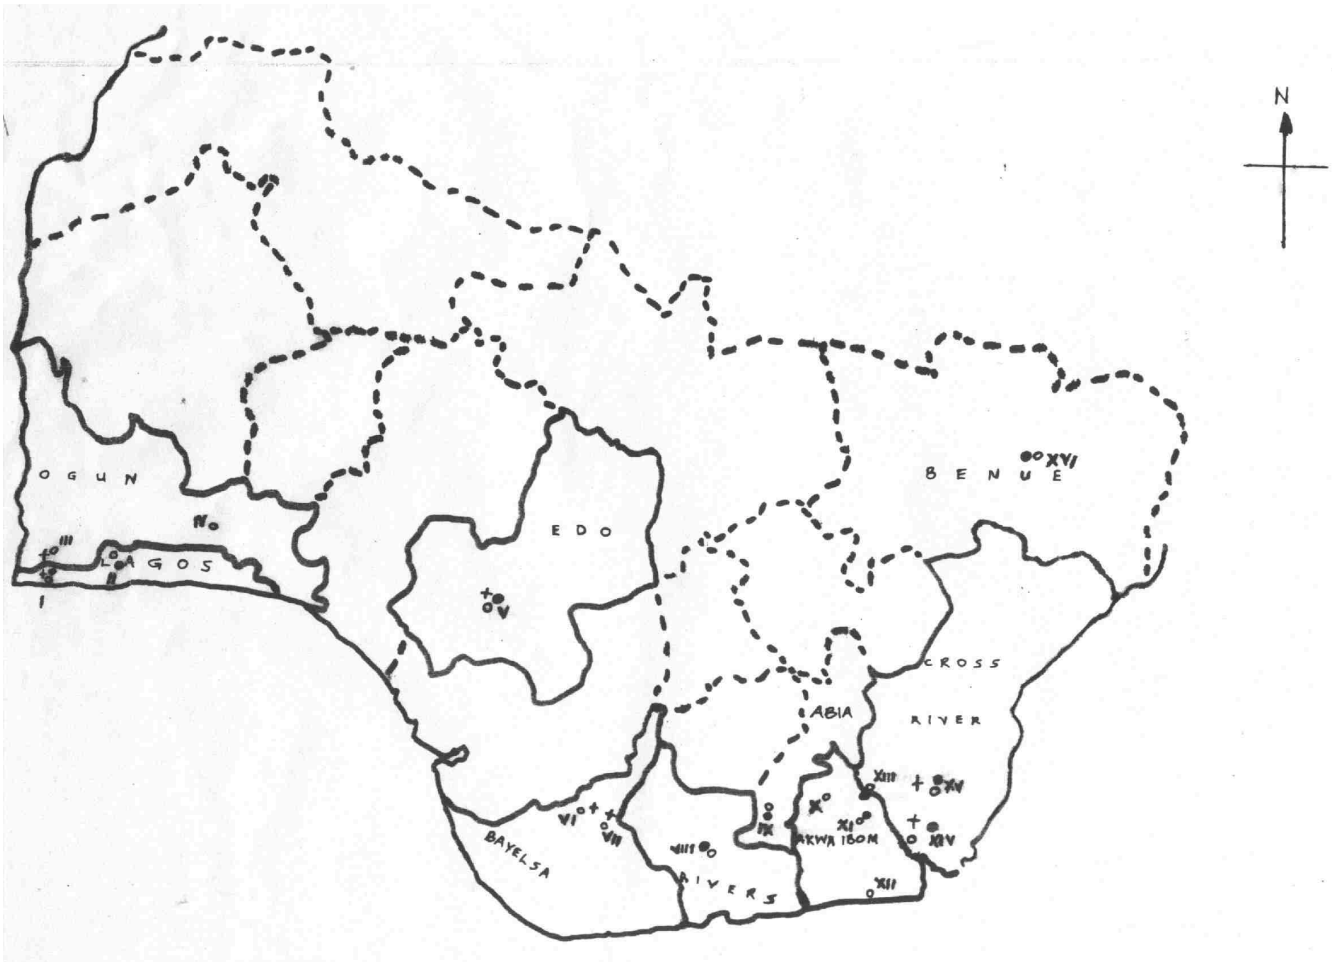 N
XVI
BENUE
OGUN
IV
EDO
III
LAGOS
II
I
V
CROSS
ABIA
RIVER
XIII
XV
X
VI
IX
XI
VII
XIV
AKWA IBOM
BAYELSA
VIII
RIVERS
XII